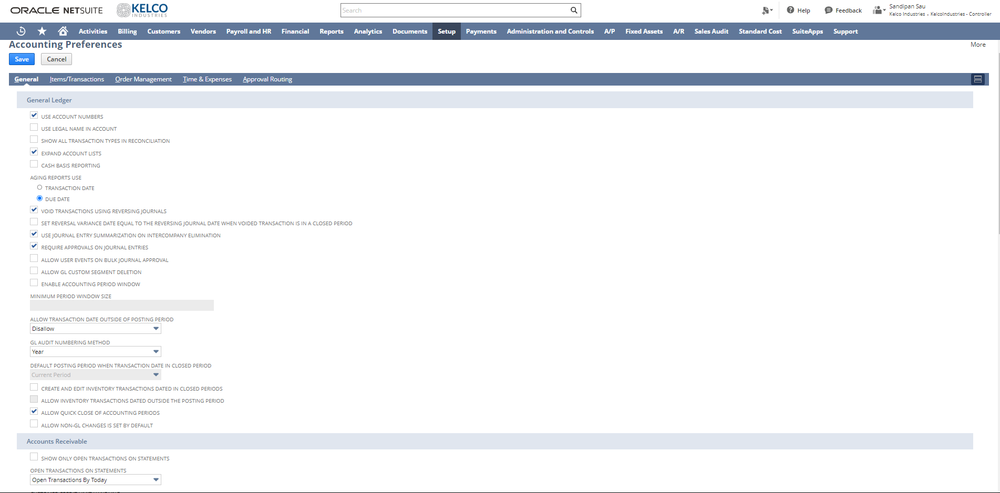 ORACLE NETSUITE
KELCO
INDUSTRIES
Search
Help
Feedback
Sandipan Sau
Kelco Industries - KelcoIndustries - Controller
Activities Billing Customers Vendors Payroll and HR Financial Reports Analytics Documents Setup Payments Administration and Controls A/P Fixed Assets A/R Sales Audit Standard Cost SuiteApps Support
Accounting Preferences
More
Save Cancel
General Items/Transactions Order Management Time & Expenses Approval Routing
General Ledger
USE ACCOUNT NUMBERS
USE LEGAL NAME IN ACCOUNT
SHOW ALL TRANSACTION TYPES IN RECONCILIATION
EXPAND ACCOUNT LISTS
CASH BASIS REPORTING
AGING REPORTS USE
TRANSACTION DATE
DUE DATE
VOID TRANSACTIONS USING REVERSING JOURNALS
SET REVERSAL VARIANCE DATE EQUAL TO THE REVERSING JOURNAL DATE WHEN VOIDED TRANSACTION IS IN A CLOSED PERIOD
USE JOURNAL ENTRY SUMMARIZATION ON INTERCOMPANY ELIMINATION
REQUIRE APPROVALS ON JOURNAL ENTRIES
ALLOW USER EVENTS ON BULK JOURNAL APPROVAL
ALLOW GL CUSTOM SEGMENT DELETION
ENABLE ACCOUNTING PERIOD WINDOW
MINIMUM PERIOD WINDOW SIZE
ALLOW TRANSACTION DATE OUTSIDE OF POSTING PERIOD
Disallow
GL AUDIT NUMBERING METHOD
Year
DEFAULT POSTING PERIOD WHEN TRANSACTION DATE IN CLOSED PERIOD
Current Period
CREATE AND EDIT INVENTORY TRANSACTIONS DATED IN CLOSED PERIODS
ALLOW INVENTORY TRANSACTIONS DATED OUTSIDE THE POSTING PERIOD
ALLOW QUICK CLOSE OF ACCOUNTING PERIODS
ALLOW NON-GL CHANGES IS SET BY DEFAULT
Accounts Receivable
SHOW ONLY OPEN TRANSACTIONS ON STATEMENTS
OPEN TRANSACTIONS ON STATEMENTS
Open Transactions By Today